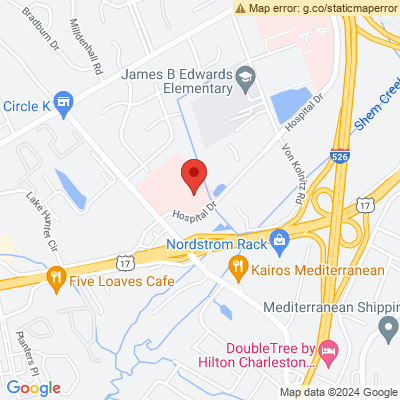 Map error: g.co/staticmaperror
Bradburn Dr
Milldenhall Rd
James B Edwards
Elementary
Circle K
Hospital Dr
Shem Cree
526
Von Kolnitz Rd
17
Lake Hunter Cir
Hospital Dr
17
Nordstrom Rack
Kairos Mediterranean
Five Loaves Cafe
Mediterranean Shippin
Planters Pl
DoubleTree by
Hilton Charleston...
Google
Map data ©2024 Google